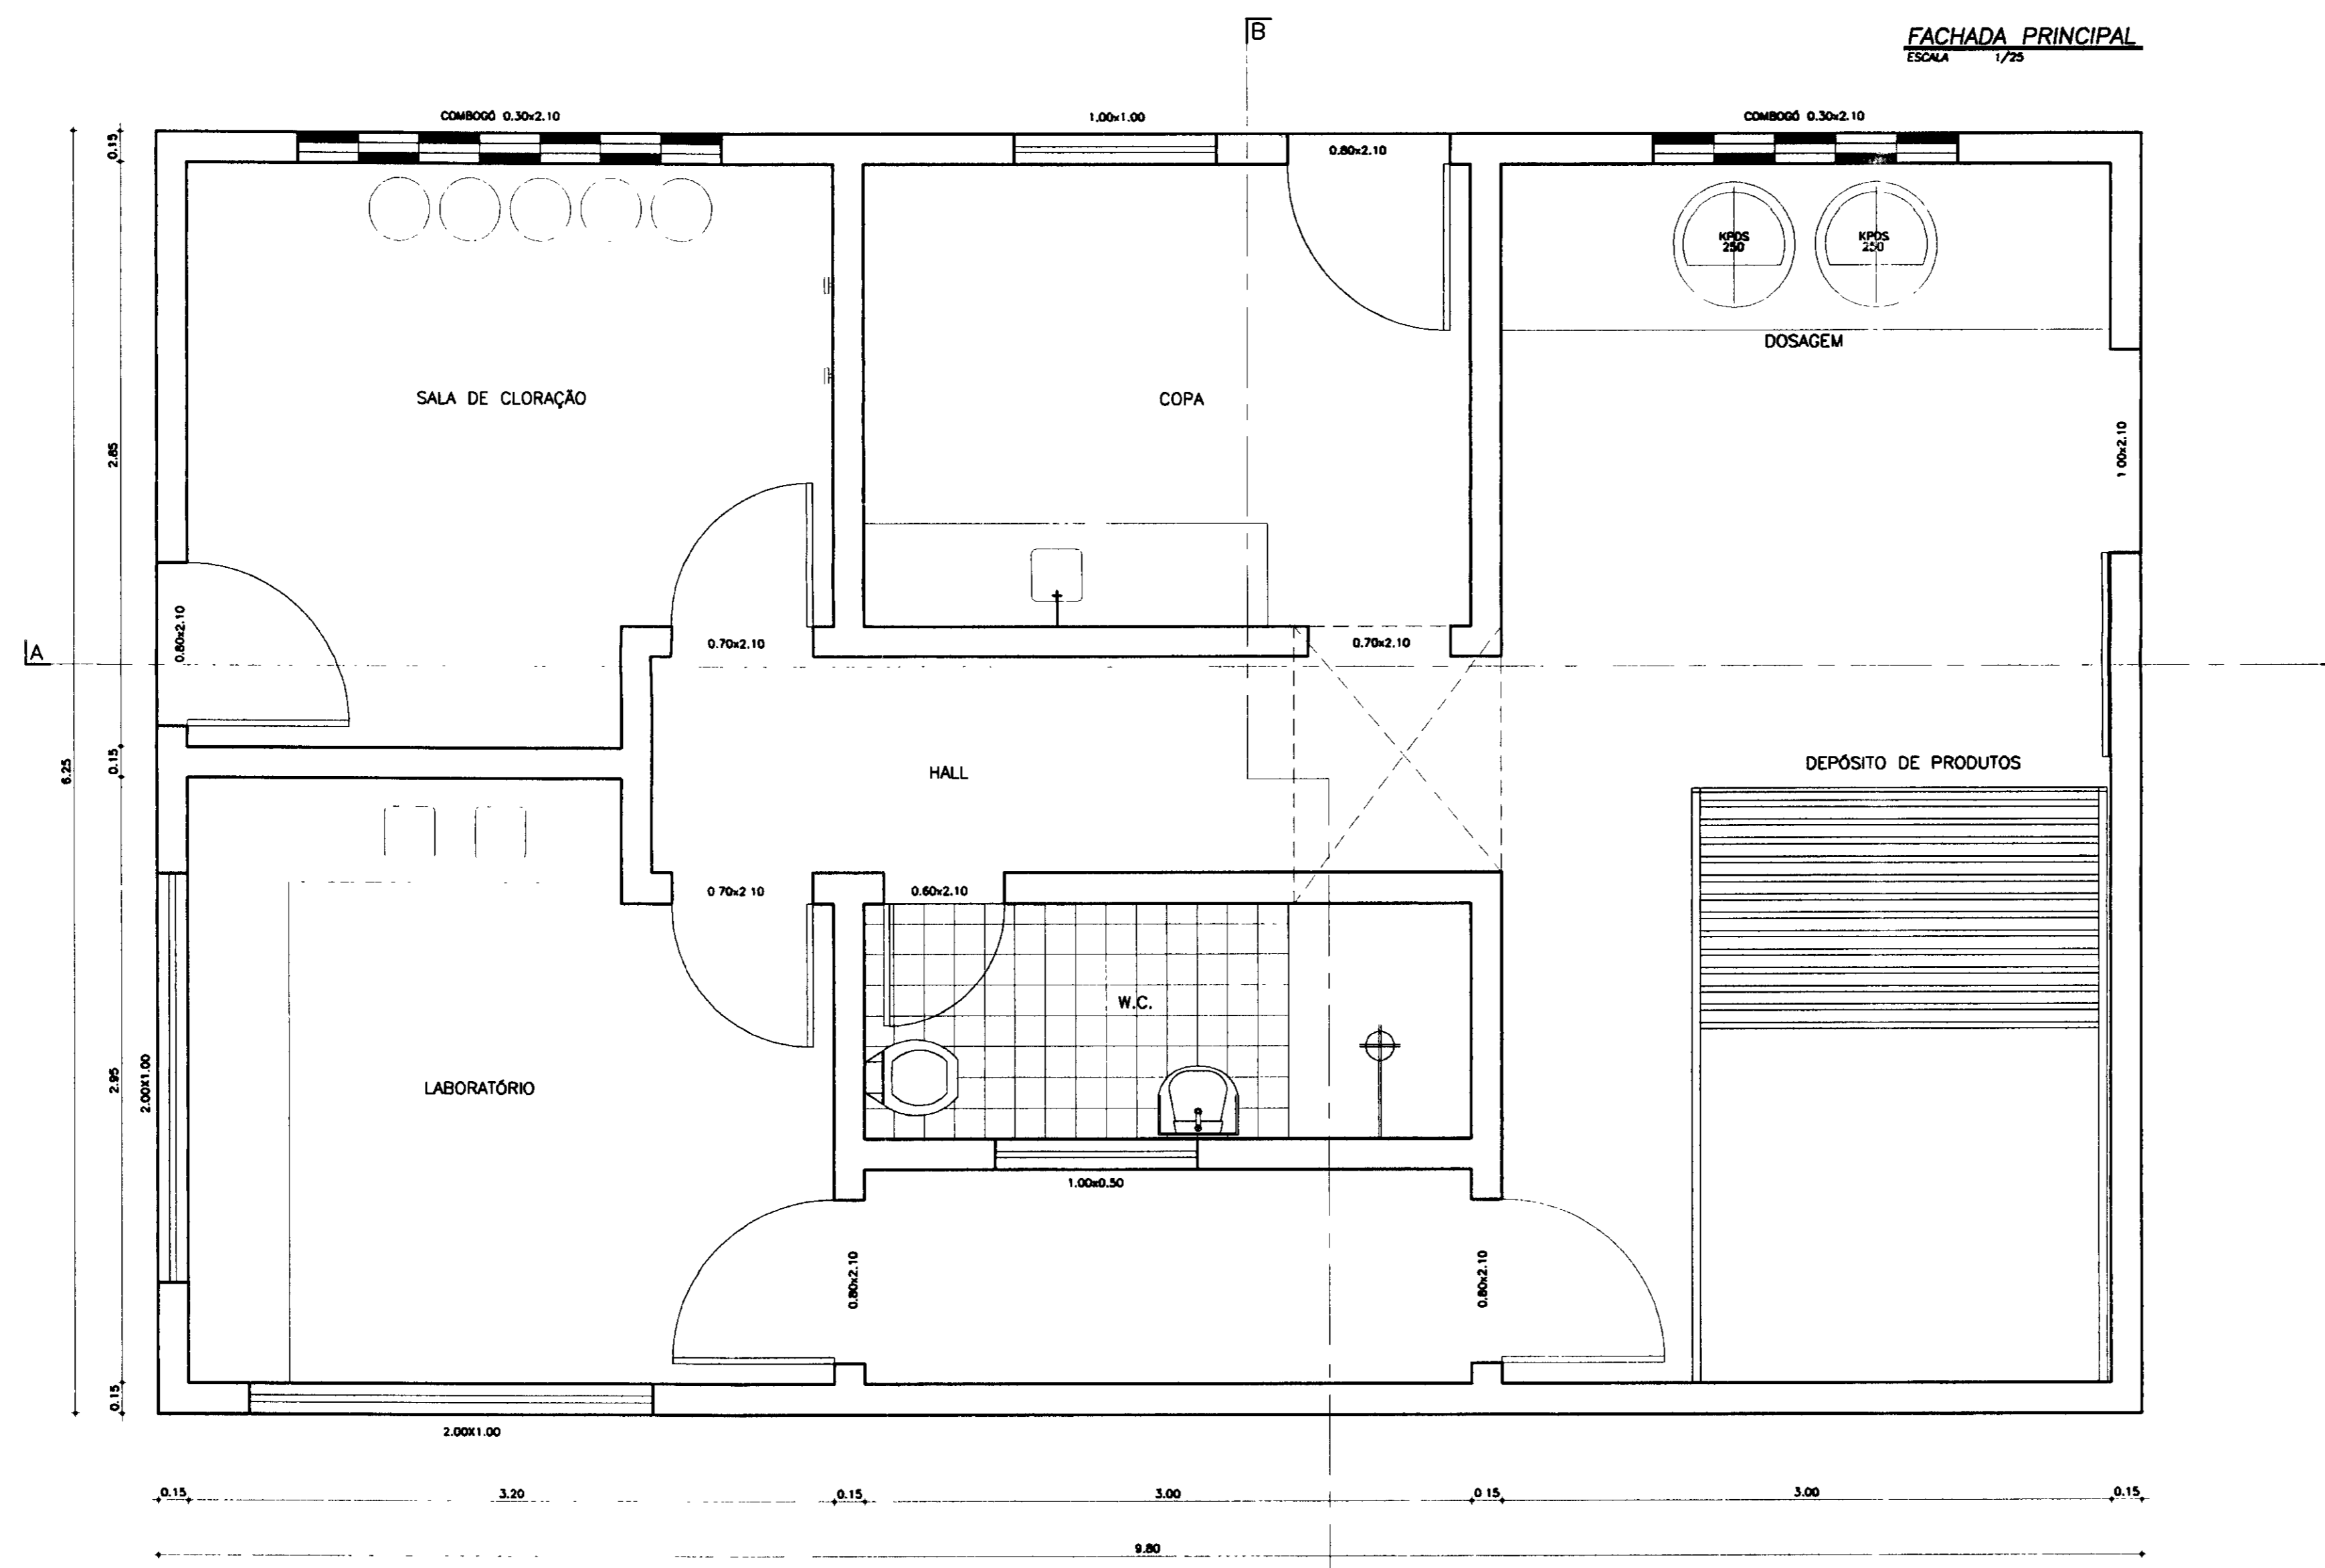 B
FACHADA PRINCIPAL
ESCALA 1/25
COMBOGÓ 0.30x2.10
1.00x1.00
COMBOGÓ 0.30x2.10
0.15
0.80x2.10
KPDS
250
KPDS
250
DOSAGEM
SALA DE CLORAÇÃO
COPA
2.85
1 00x2.10
0.80x2.10
A
0.70x2.10
0.70x2.10
0.15
6.25
HALL
DEPÓSITO DE PRODUTOS
0 70x2 10
0.60x2.10
W.C.
2.95
2.00X1.00
LABORATÓRIO
1.00x0.50
0.80x2.10
0.80x2.10
0.15
2.00X1.00
0.15 3.20 0.15 3.00 0 15 3.00 0.15
9.80